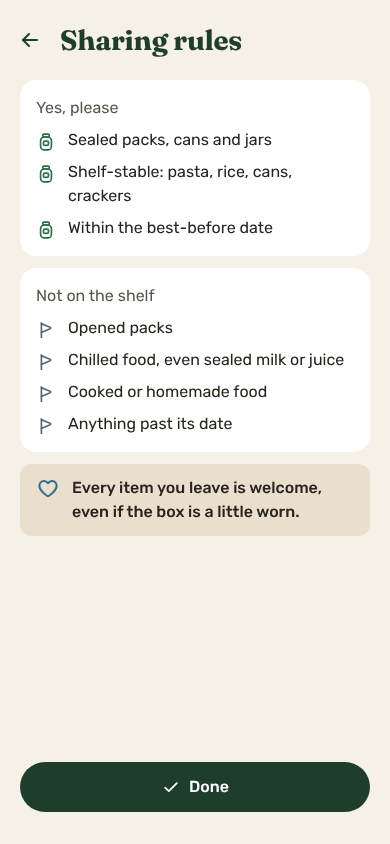 Sharing rules
Yes, please
Sealed packs, cans and jars
Shelf-stable: pasta, rice, cans,
crackers
Within the best-before date
Not on the shelf
Opened packs
Chilled food, even sealed milk or juice
Cooked or homemade food
Anything past its date
Every item you leave is welcome,
even if the box is a little worn.
Done